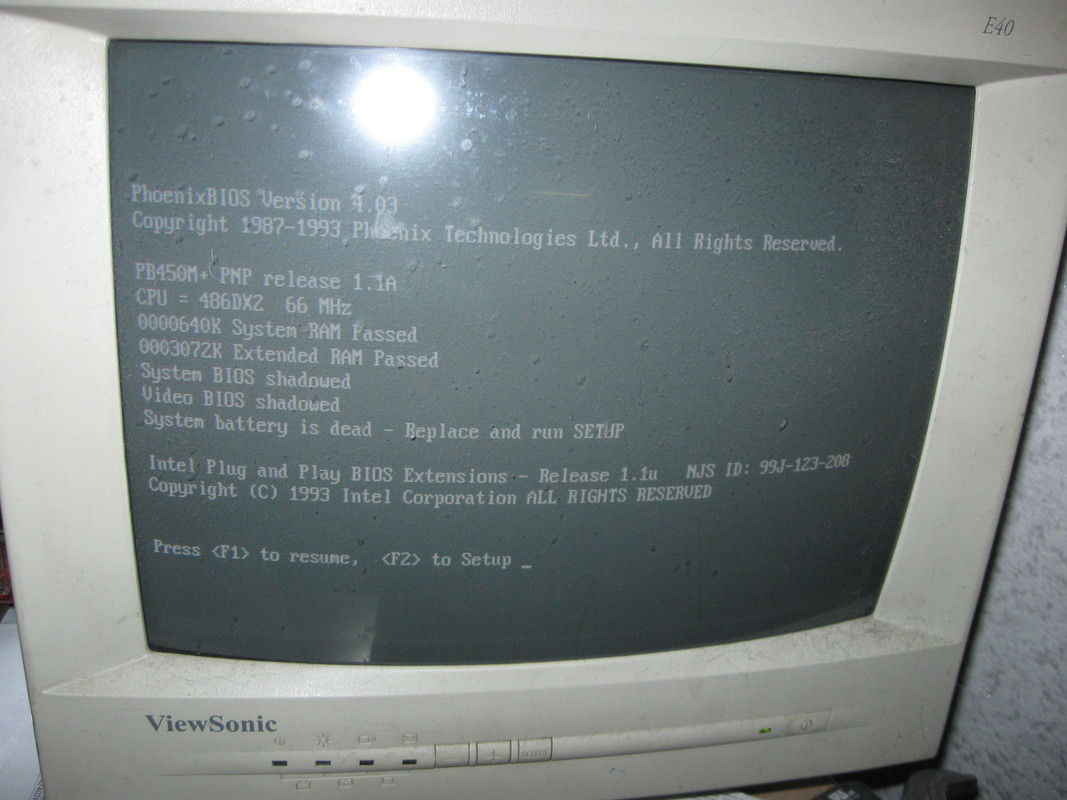 E40
PhoenixBIOS Version 4.03
Copyright 1987-1993 Phoenix Technologies Ltd., All Rights Reserved.
PB450M+ PNP release 1.1A
CPU = 486DX2 66 MHz
0000640K System RAM Passed
0003072K Extended RAM Passed
System BIOS shadowed
Video BIOS shadowed
System battery is dead - Replace and run SETUP
Intel Plug and Play BIOS Extensions - Release 1.1u NJS ID: 99J-123-208
Copyright (C) 1993 Intel Corporation ALL RIGHTS RESERVED
Press <F1> to resume, <F2> to Setup _
ViewSonic